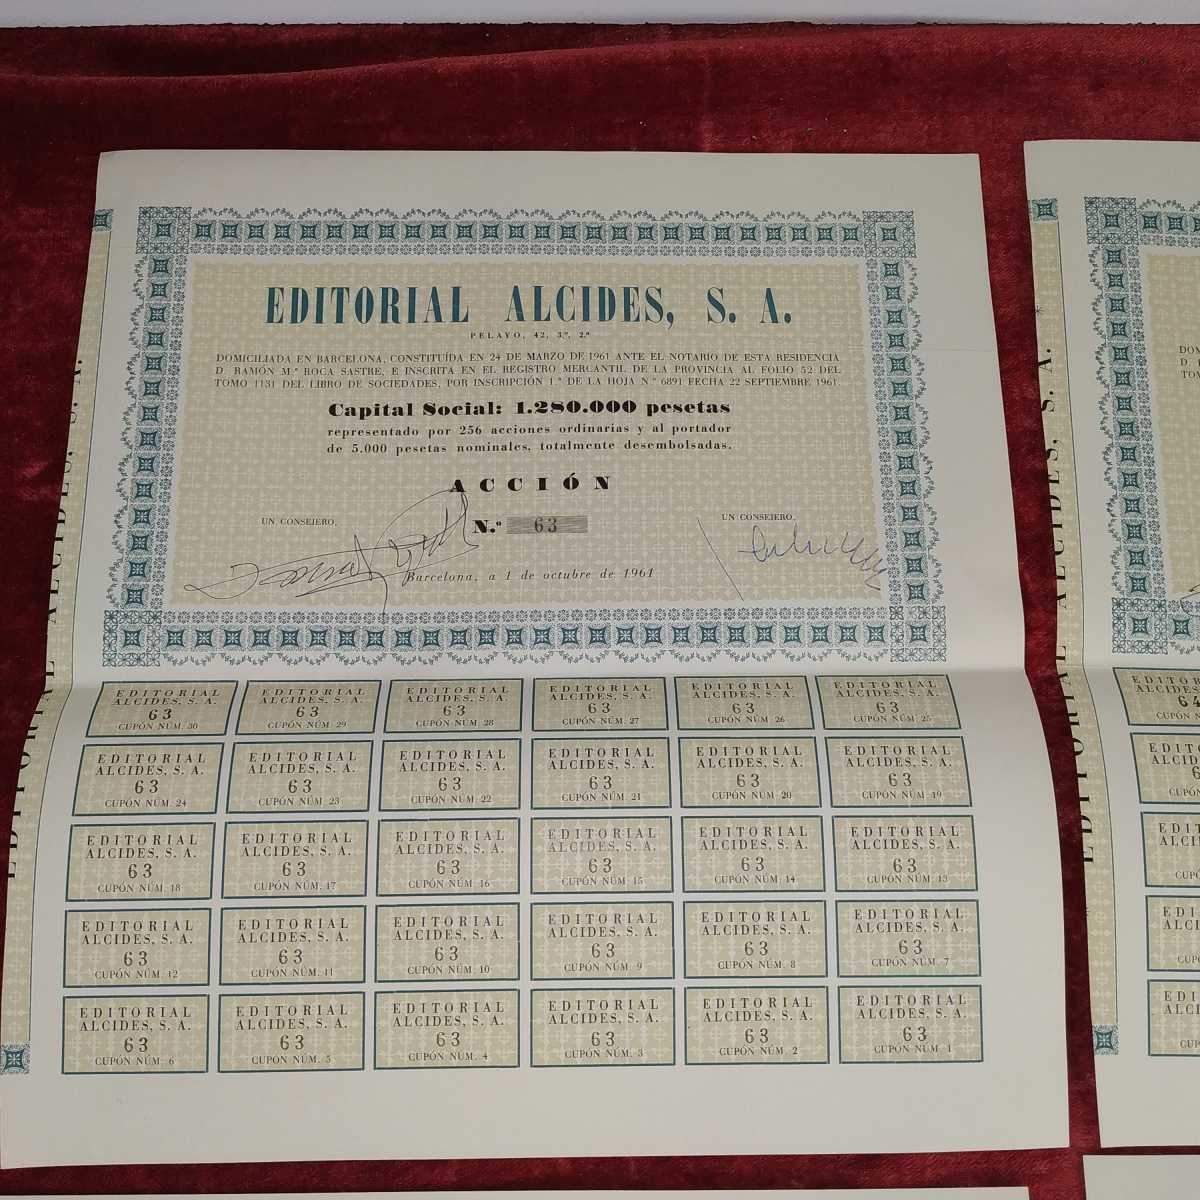 EDITORIAL ALCIDES, S. A.
EDITORIAL ALCIDES, S. A.
PELAYO, 42, 3º, 2ª
DOMICILIADA EN BARCELONA, CONSTITUÍDA EN 24 DE MARZO DE 1961 ANTE EL NOTARIO DE ESTA RESIDENCIA
D. RAMÓN M.ª ROCA SASTRE, E INSCRITA EN EL REGISTRO MERCANTIL DE LA PROVINCIA AL FOLIO 52 DEL
TOMO 1131 DEL LIBRO DE SOCIEDADES, POR INSCRIPCIÓN 1.ª DE LA HOJA N.º 6891 FECHA 22 SEPTIEMBRE 1961.
Capital Social: 1.280.000 pesetas
representado por 256 acciones ordinarias y al portador
de 5.000 pesetas nominales, totalmente desembolsadas.
ACCIÓN
UN CONSEJERO, N.º 63 UN CONSEJERO,
Barcelona, a 1 de octubre de 1961
EDITORIAL EDITORIAL EDITORIAL EDITORIAL EDITORIAL EDITORIAL
ALCIDES, S. A. ALCIDES, S. A. ALCIDES, S. A. ALCIDES, S. A. ALCIDES, S. A. ALCIDES, S. A.
63 63 63 63 63 63
CUPÓN NÚM. 30 CUPÓN NÚM. 29 CUPÓN NÚM. 28 CUPÓN NÚM. 27 CUPÓN NÚM. 26 CUPÓN NÚM. 25
EDITORIAL EDITORIAL EDITORIAL EDITORIAL EDITORIAL EDITORIAL
ALCIDES, S. A. ALCIDES, S. A. ALCIDES, S. A. ALCIDES, S. A. ALCIDES, S. A. ALCIDES, S. A.
63 63 63 63 63 63
CUPÓN NÚM. 24 CUPÓN NÚM. 23 CUPÓN NÚM. 22 CUPÓN NÚM. 21 CUPÓN NÚM. 20 CUPÓN NÚM. 19
EDITORIAL EDITORIAL EDITORIAL EDITORIAL EDITORIAL EDITORIAL
ALCIDES, S. A. ALCIDES, S. A. ALCIDES, S. A. ALCIDES, S. A. ALCIDES, S. A. ALCIDES, S. A.
63 63 63 63 63 63
CUPÓN NÚM. 18 CUPÓN NÚM. 17 CUPÓN NÚM. 16 CUPÓN NÚM. 15 CUPÓN NÚM. 14 CUPÓN NÚM. 13
EDITORIAL EDITORIAL EDITORIAL EDITORIAL EDITORIAL EDITORIAL
ALCIDES, S. A. ALCIDES, S. A. ALCIDES, S. A. ALCIDES, S. A. ALCIDES, S. A. ALCIDES, S. A.
63 63 63 63 63 63
CUPÓN NÚM. 12 CUPÓN NÚM. 11 CUPÓN NÚM. 10 CUPÓN NÚM. 9 CUPÓN NÚM. 8 CUPÓN NÚM. 7
EDITORIAL EDITORIAL EDITORIAL EDITORIAL EDITORIAL EDITORIAL
ALCIDES, S. A. ALCIDES, S. A. ALCIDES, S. A. ALCIDES, S. A. ALCIDES, S. A. ALCIDES, S. A.
63 63 63 63 63 63
CUPÓN NÚM. 6 CUPÓN NÚM. 5 CUPÓN NÚM. 4 CUPÓN NÚM. 3 CUPÓN NÚM. 2 CUPÓN NÚM. 1
EDITORIAL ALCIDES, S. A.